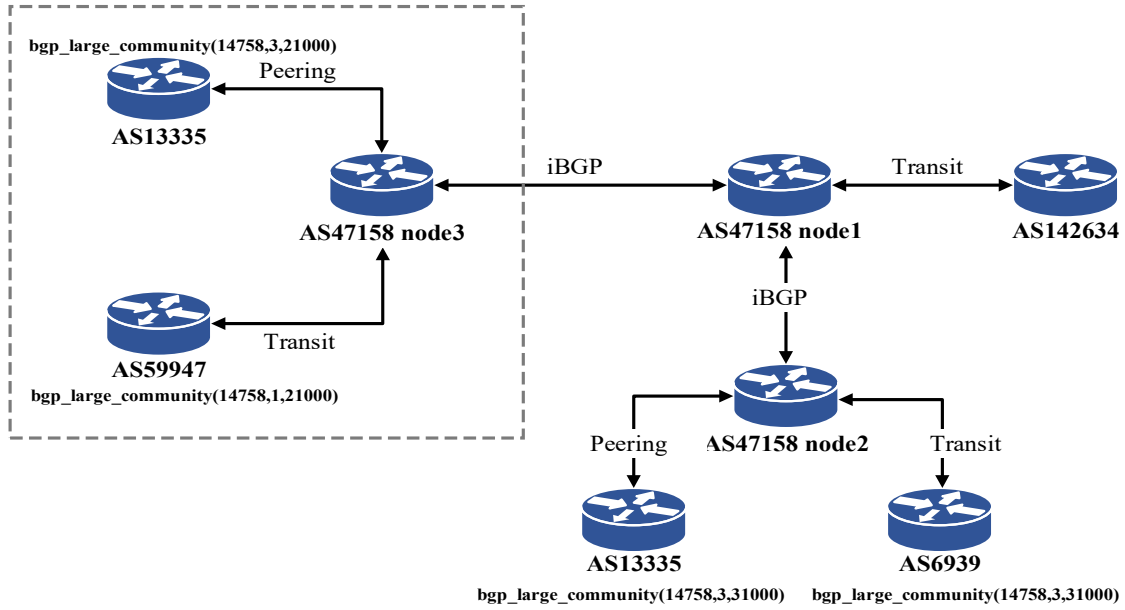 bgp_large_community(14758,3,21000)
Peering
AS13335
iBGP
Transit
AS47158 node3
AS47158 node1
AS142634
iBGP
Transit
AS59947
bgp_large_community(14758,1,21000)
AS47158 node2
Peering
Transit
AS13335
AS6939
bgp_large_community(14758,3,31000)
bgp_large_community(14758,3,31000)